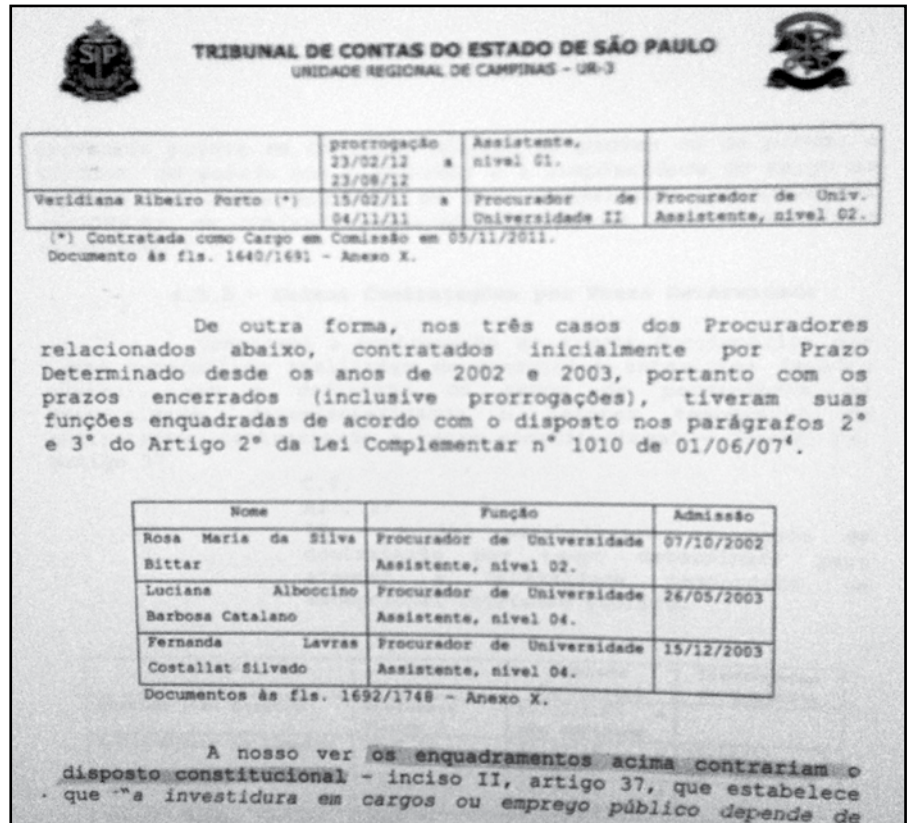 SP
TRIBUNAL DE CONTAS DO ESTADO DE SÃO PAULO
UNIDADE REGIONAL DE CAMPINAS – UR-3
prorrogação Assistente,
23/02/12 a nível 01.
23/08/12
Veridiana Ribeiro Porto (*) 15/02/11 a Procurador de Procurador de Univ.
04/11/11 Universidade II Assistente, nível 02.
(*) Contratada como Cargo em Comissão em 05/11/2011.
Documento às fls. 1640/1691 - Anexo X.
De outra forma, nos três casos dos Procuradores
relacionados abaixo, contratados inicialmente por Prazo
Determinado desde os anos de 2002 e 2003, portanto com os
prazos encerrados (inclusive prorrogações), tiveram suas
funções enquadradas de acordo com o disposto nos parágrafos 2°
e 3° do Artigo 2° da Lei Complementar n° 1010 de 01/06/07⁴.
Nome Função Admissão
Rosa Maria da Silva Procurador de Universidade 07/10/2002
Bittar Assistente, nível 02.
Luciana Alboccino Procurador de Universidade 26/05/2003
Barbosa Catalano Assistente, nível 04.
Fernanda Lavras Procurador de Universidade 15/12/2003
Costallat Silvado Assistente, nível 04.
Documentos às fls. 1692/1748 - Anexo X.
A nosso ver os enquadramentos acima contrariam o
disposto constitucional - inciso II, artigo 37, que estabelece
que "a investidura em cargos ou emprego público depende de